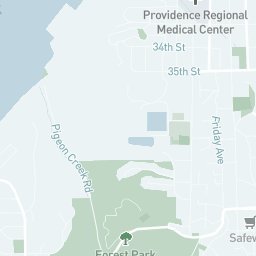 Providence Regional
Medical Center
34th St
35th St
Pigeon Creek Rd
Friday Ave
Safew
Forest Park